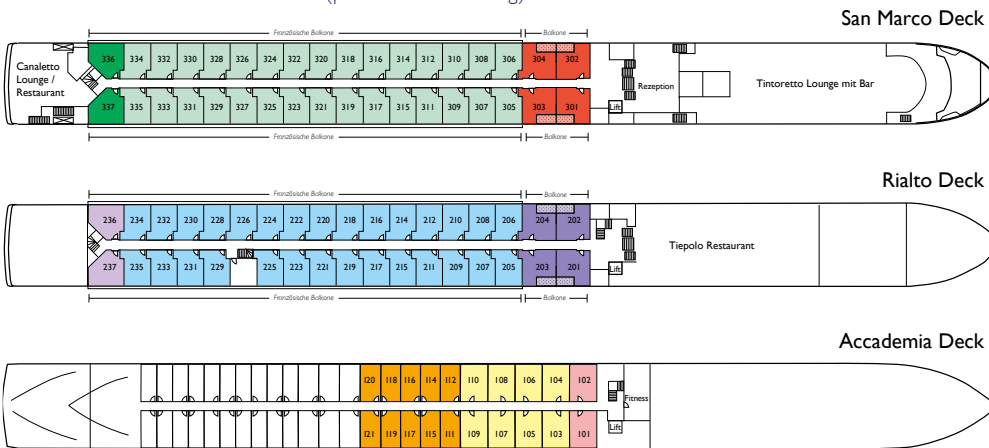 San Marco Deck
Französische Balkone
Balkone
Canaletto
Lounge /
Restaurant
336 334 332 330 328 326 324 322 320 318 316 314 312 310 308 306 304 302
337 335 333 331 329 327 325 323 321 319 317 315 311 309 307 305 303 301
Rezeption
Lift
Tintoretto Lounge mit Bar
Französische Balkone
Balkone
Rialto Deck
Französische Balkone
Balkone
236 234 232 230 228 226 224 222 220 218 216 214 212 210 208 206 204 202
237 235 233 231 229 225 223 221 219 217 215 211 209 207 205 203 201
Lift
Tiepolo Restaurant
Französische Balkone
Balkone
Accademia Deck
120 118 116 114 112 110 108 106 104 102
121 119 117 115 111 109 107 105 103 101
Fitness
Lift